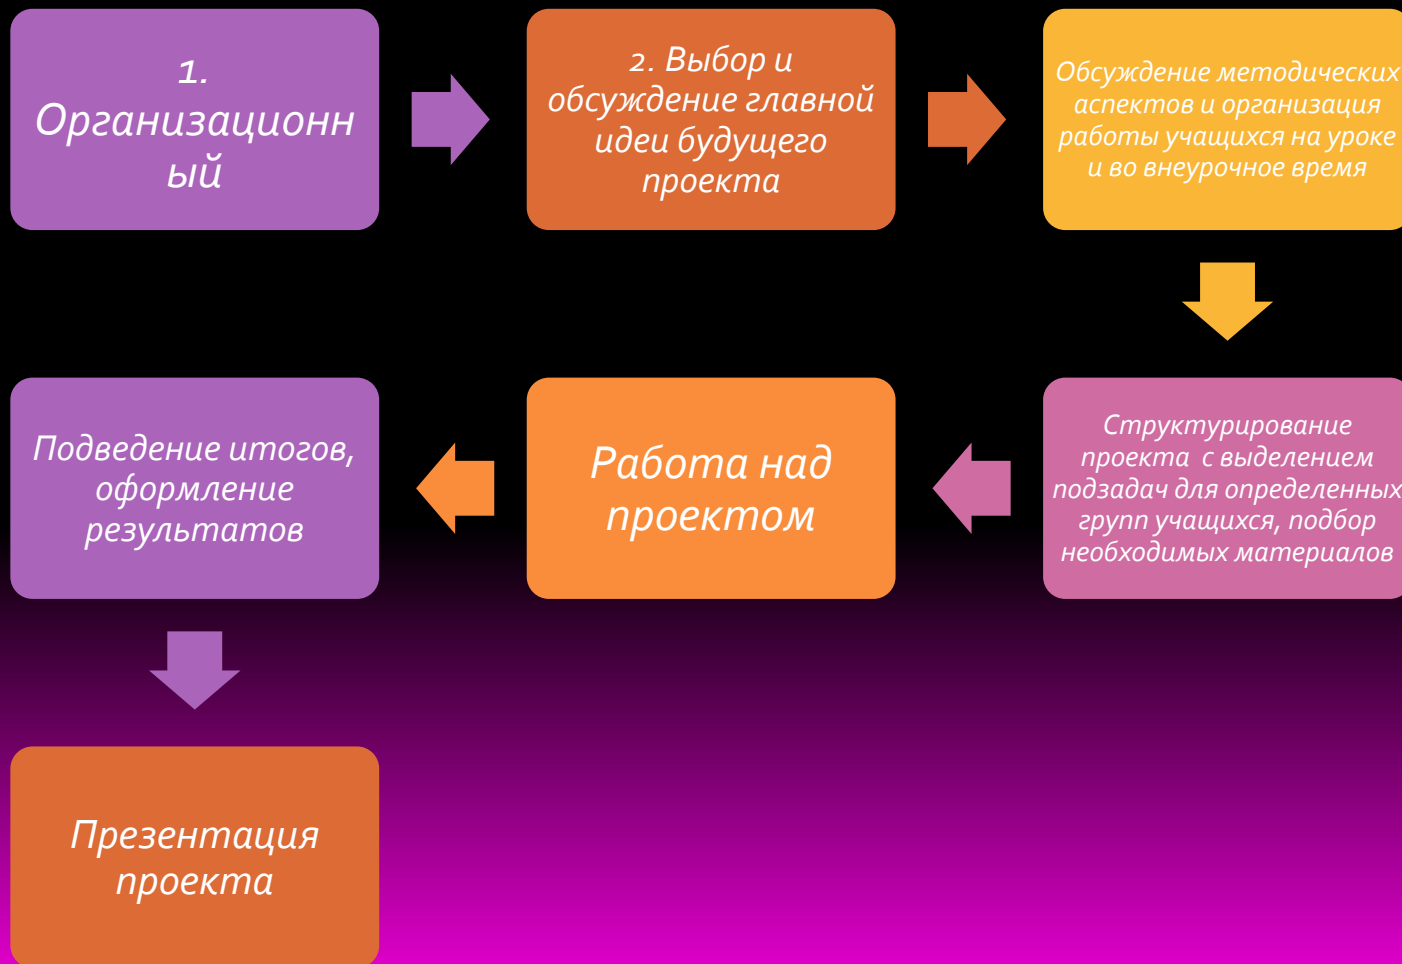 1.
Организационн
ый
2. Выбор и
обсуждение главной
идеи будущего
проекта
Обсуждение методических
аспектов и организация
работы учащихся на уроке
и во внеурочное время
Структурирование
проекта с выделением
подзадач для определенных
групп учащихся, подбор
необходимых материалов
Работа над
проектом
Подведение итогов,
оформление
результатов
Презентация
проекта